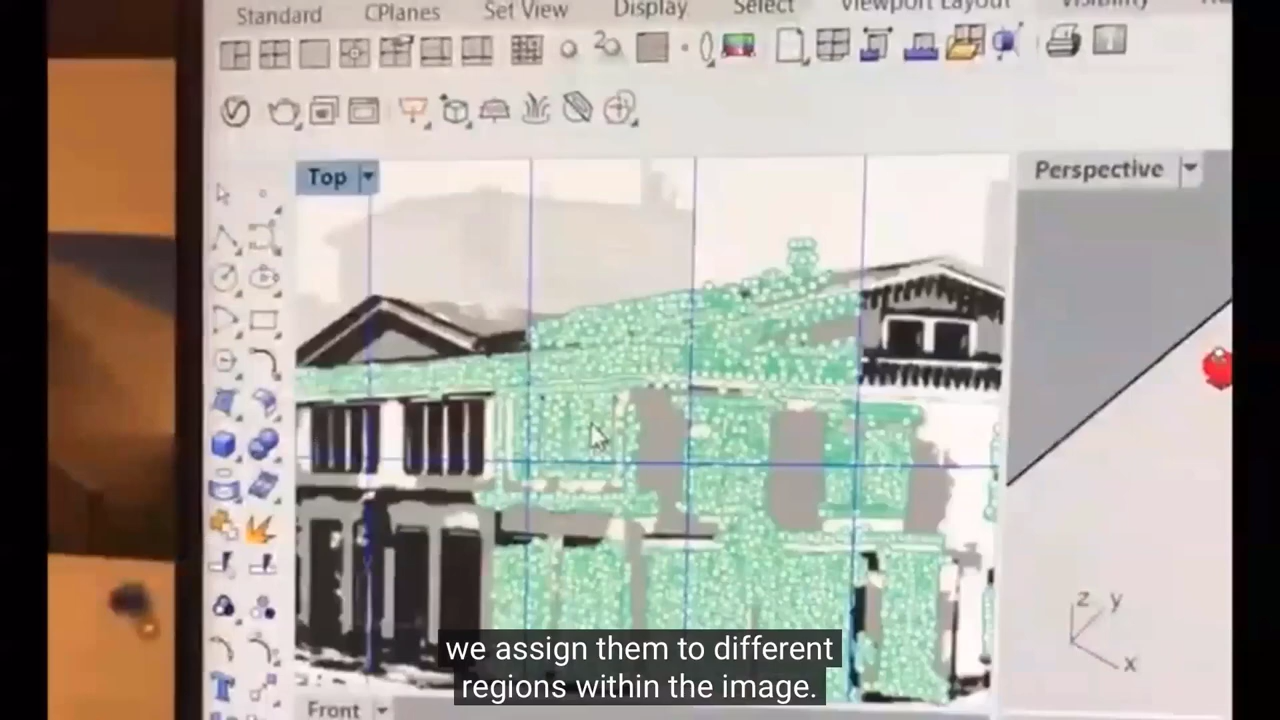 Standard CPlanes Set View Display Select Viewport Layout Visibility
Top
Perspective
z y
x
we assign them to different
regions within the image.
Front